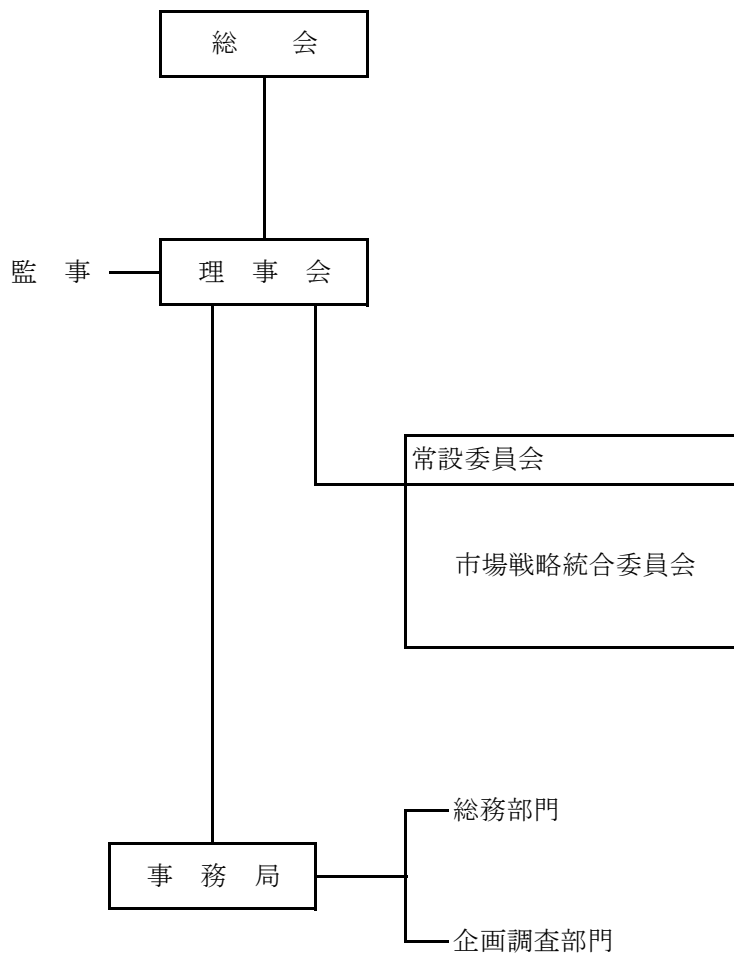 総　会
監　事
理　事　会
常設委員会
市場戦略統合委員会
総務部門
事　務　局
企画調査部門